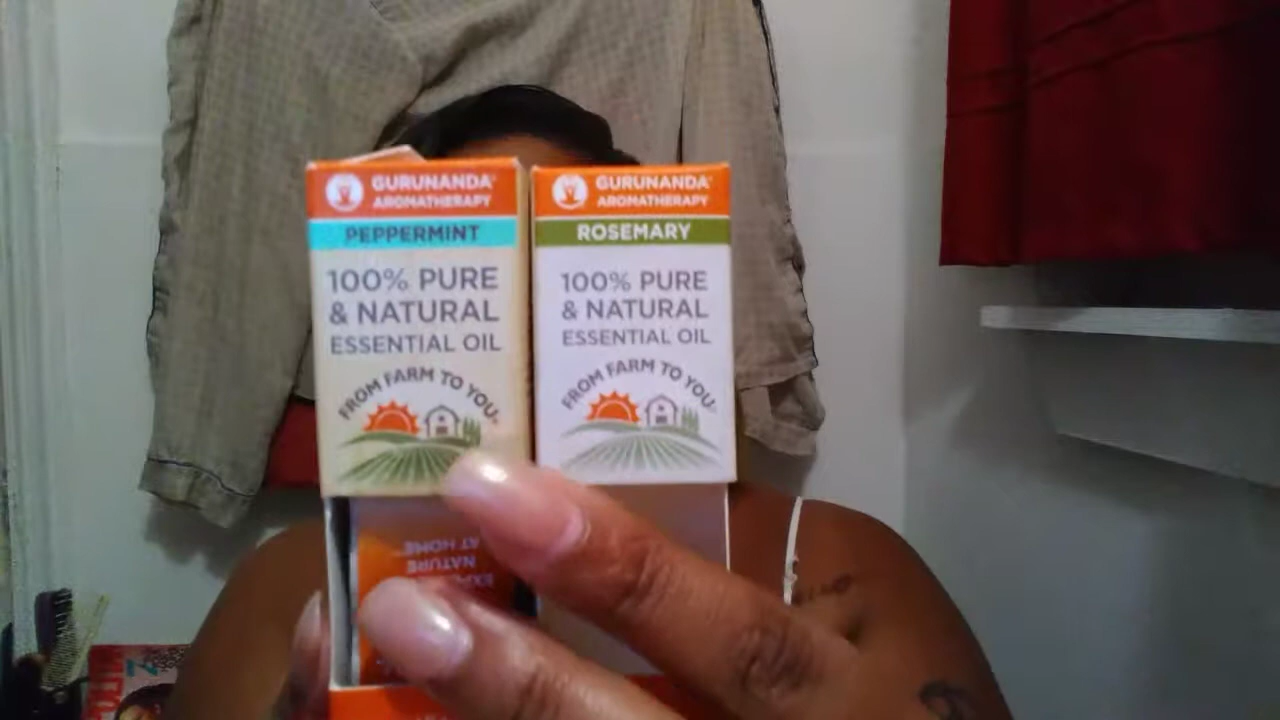 GURUNANDA®
AROMATHERAPY
PEPPERMINT
100% PURE
& NATURAL
ESSENTIAL OIL
FROM FARM TO YOU
GURUNANDA®
AROMATHERAPY
ROSEMARY
100% PURE
& NATURAL
ESSENTIAL OIL
FROM FARM TO YOU
AT HOME
NATURE